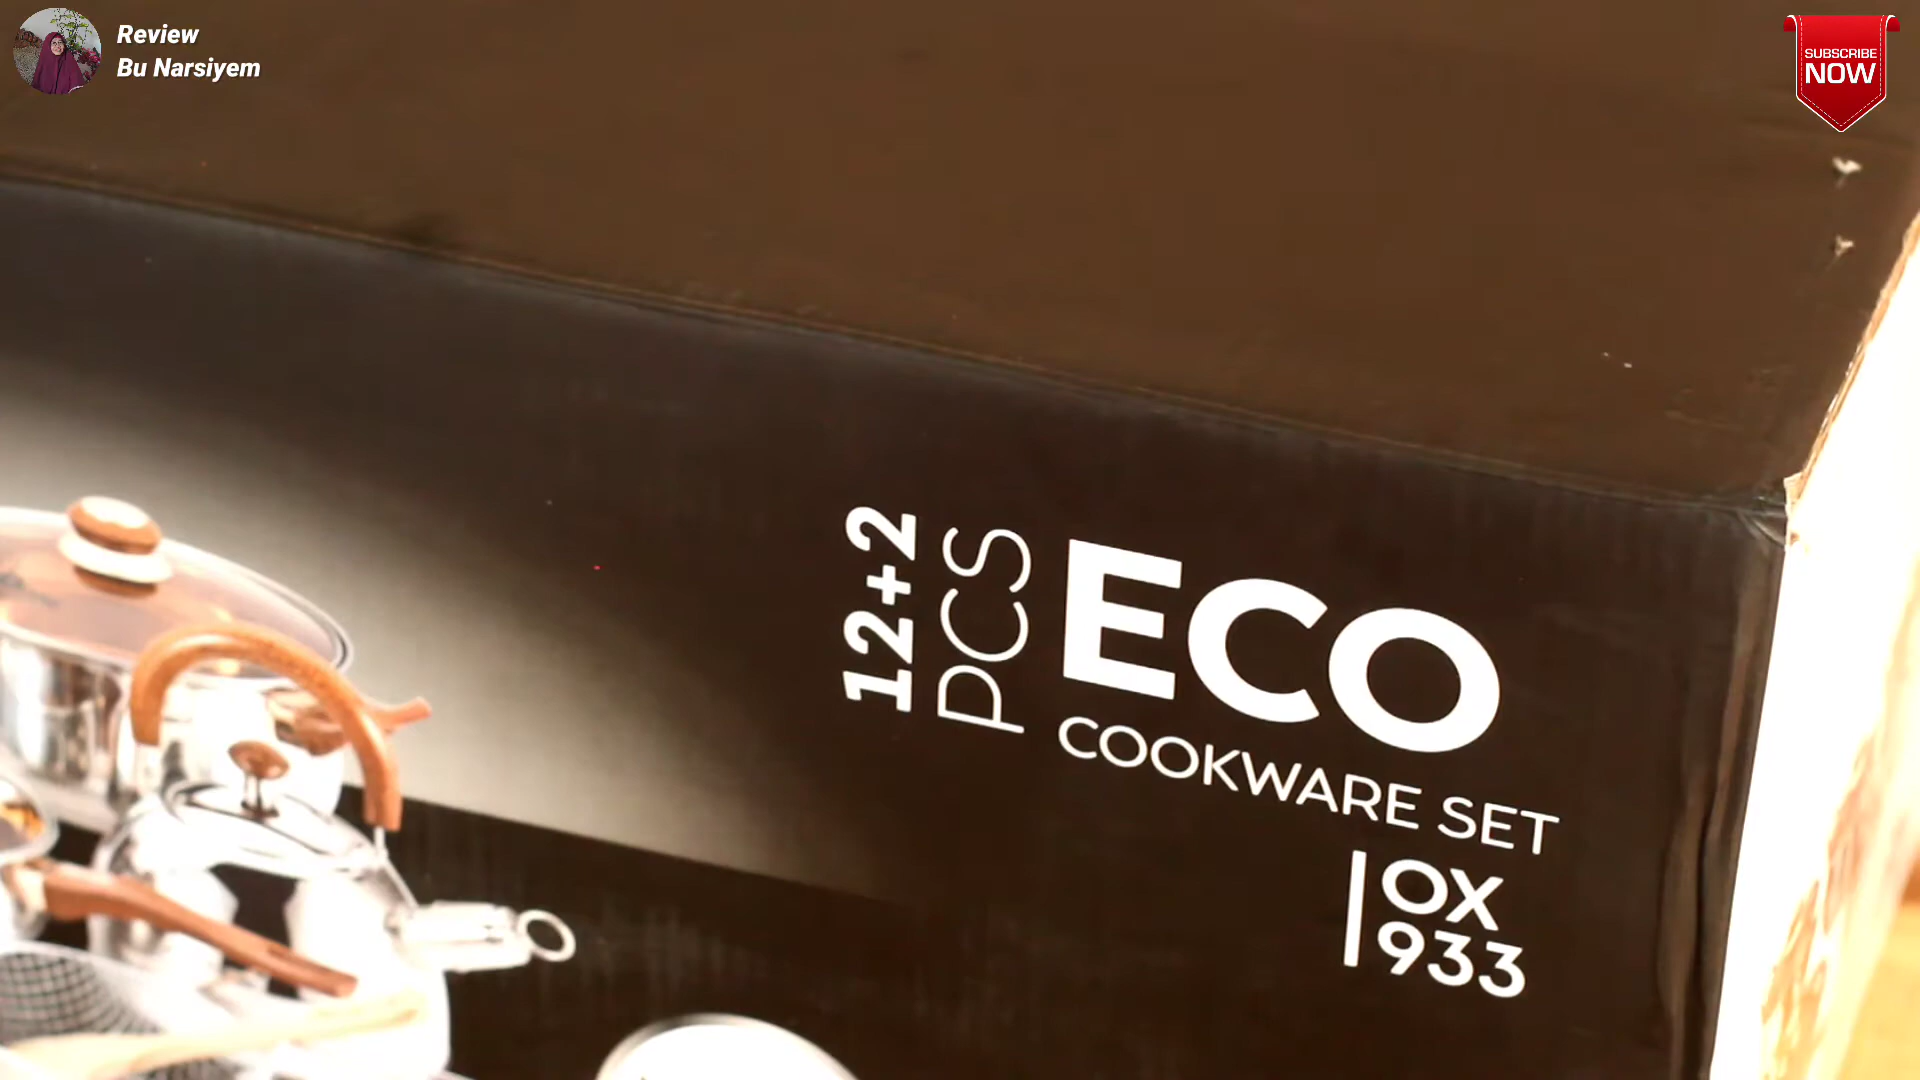 Review
Bu Narsiyem
SUBSCRIBE
NOW
12+2
PCS
ECO
COOKWARE SET
OX
933